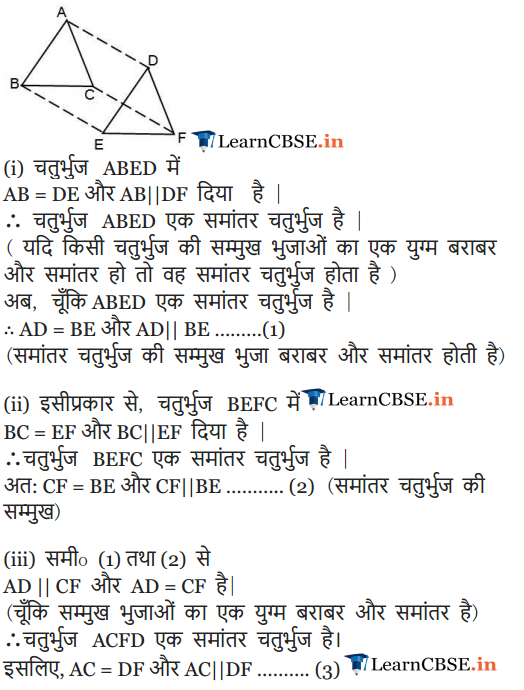 A
D
B
C
E
F
LearnCBSE.in
(i) चतुर्भुज ABED में
AB = DE और AB||DF दिया है |
∴ चतुर्भुज ABED एक समांतर चतुर्भुज है |
( यदि किसी चतुर्भुज की सम्मुख भुजाओं का एक युग्म बराबर
और समांतर हो तो वह समांतर चतुर्भुज होता है )
अब, चूँकि ABED एक समांतर चतुर्भुज है |
∴ AD = BE और AD|| BE .........(1)
(समांतर चतुर्भुज की सम्मुख भुजा बराबर और समांतर होती है)
(ii) इसीप्रकार से, चतुर्भुज BEFC में LearnCBSE.in
BC = EF और BC||EF दिया है |
∴चतुर्भुज BEFC एक समांतर चतुर्भुज है |
अत: CF = BE और CF||BE ........... (2) (समांतर चतुर्भुज की
सम्मुख)
(iii) समी० (1) तथा (2) से
AD || CF और AD = CF है|
(चूँकि सम्मुख भुजाओं का एक युग्म बराबर और समांतर है)
∴चतुर्भुज ACFD एक समांतर चतुर्भुज है।
इसलिए, AC = DF और AC||DF .......... (3) LearnCBSE.in